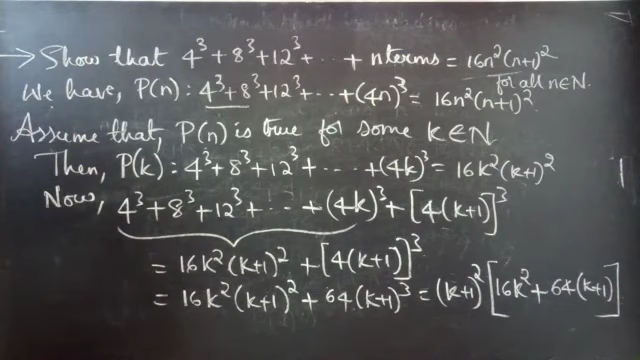 → Show that 4³+8³+12³+ ... + n terms = 16n²(n+1)²
for all n∈N.
We have, P(n) : 4³+8³+12³+ ... +(4n)³ = 16n²(n+1)²
Assume that, P(n) is true for some k∈N
Then, P(k) : 4³+8³+12³+ .... +(4k)³ = 16k²(k+1)²
Now, 4³+8³+12³+ ... +(4k)³+[4(k+1)]³
= 16k²(k+1)² +[4(k+1)]³
= 16k²(k+1)²+64(k+1)³ = (k+1)²[16k²+64(k+1)]